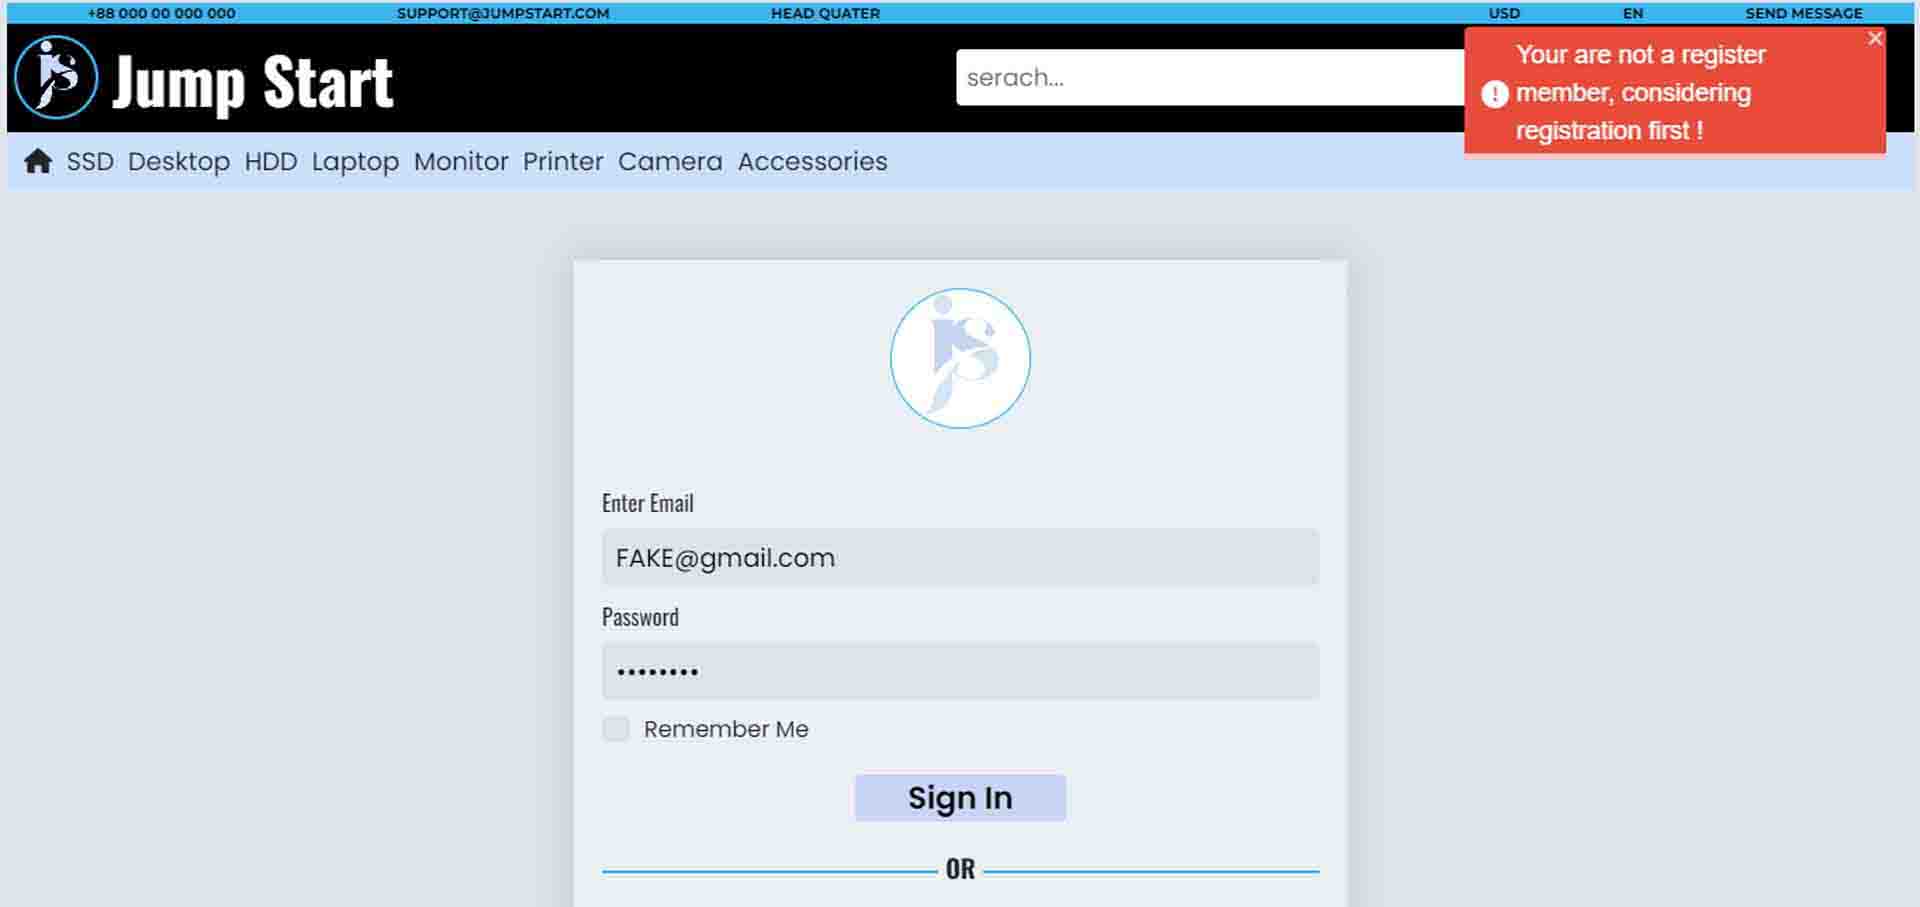 +88 000 00 000 000 SUPPORT@JUMPSTART.COM HEAD QUATER USD EN SEND MESSAGE
Jump Start
serach...
Your are not a register
member, considering
registration first !
SSD Desktop HDD Laptop Monitor Printer Camera Accessories
Enter Email
FAKE@gmail.com
Password
••••••••
Remember Me
Sign In
OR